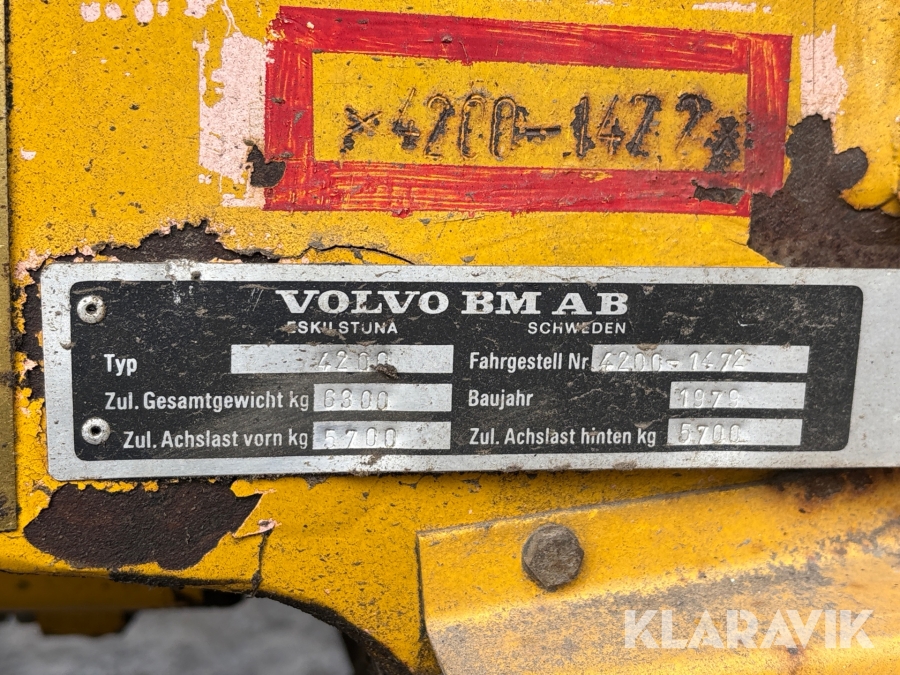 *4200-1472*
VOLVO BM AB
ESKILSTUNA SCHWEDEN
Typ 4200 Fahrgestell Nr 4200-1472
Zul. Gesamtgewicht kg 6300 Baujahr 1979
Zul. Achslast vorn kg 5700 Zul. Achslast hinten kg 5700
KLARAVIK